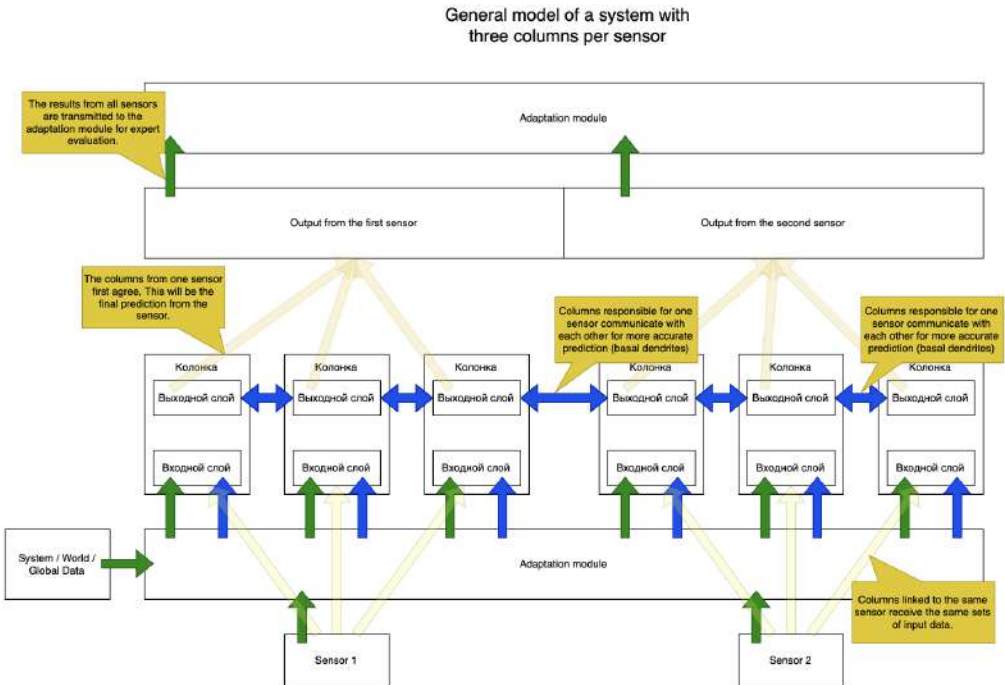 General model of a system with
three columns per sensor
The results from all sensors
are transmitted to the
adaptation module for expert
evaluation.
Adaptation module
Output from the first sensor
Output from the second sensor
The columns from one sensor
first agree, This will be the
final prediction from the
sensor.
Columns responsible for one
sensor communicate with
each other for more accurate
prediction (basal dendrites)
Columns responsible for one
sensor communicate with
each other for more accurate
prediction (basal dendrites)
Колонка
Выходной слой
Входной слой
Колонка
Выходной слой
Входной слой
Колонка
Выходной слой
Входной слой
Колонка
Выходной слой
Входной слой
Колонка
Выходной слой
Входной слой
Колонка
Выходной слой
Входной слой
System / World /
Global Data
Adaptation module
Columns linked to the same
sensor receive the same sets
of input data.
Sensor 1
Sensor 2